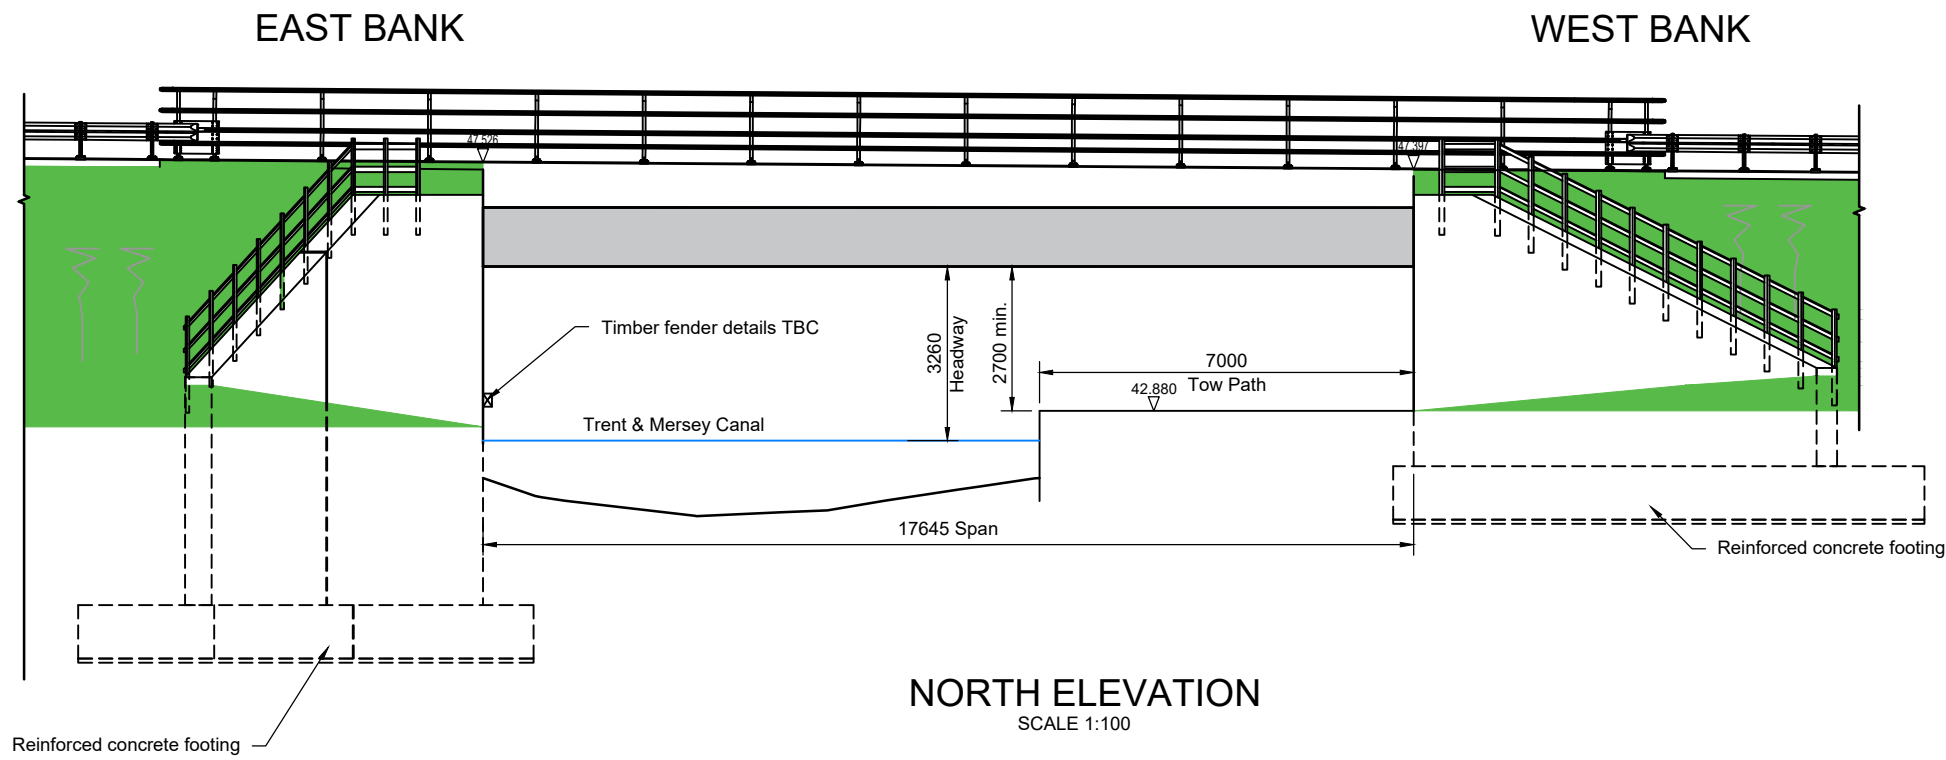 EAST BANK
WEST BANK
47.526
47.397
Timber fender details TBC
3260
Headway
2700 min.
7000
Tow Path
42.880
Trent & Mersey Canal
17645 Span
Reinforced concrete footing
NORTH ELEVATION
SCALE 1:100
Reinforced concrete footing